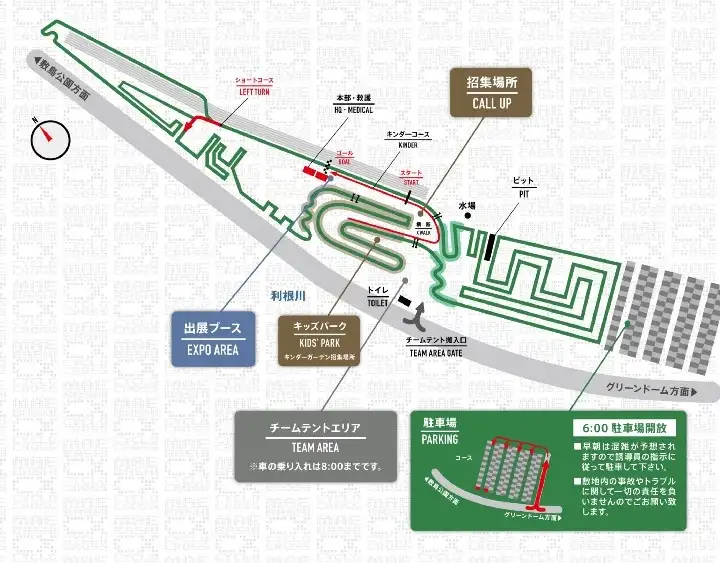 ◀敷島公園方面
N
ショートコース
LEFT TURN
本部・救護
HQ・MEDICAL
招集場所
CALL UP
キンダーコース
KINDER
ゴール
GOAL
スタート
START
水場
ピット
PIT
利根川
トイレ
TOILET
チームテント搬入口
TEAM AREA GATE
出展ブース
EXPO AREA
キッズパーク
KIDS' PARK
キンダーガーデン招集場所
グリーンドーム方面▶
チームテントエリア
TEAM AREA
※車の乗り入れは8:00までです。
駐車場
PARKING
コース
◀敷島公園方面
グリーンドーム方面▶
6:00 駐車場開放
■早朝は混雑が予想され
ますので誘導員の指示に
従って駐車して下さい。
■敷地内の事故やトラブル
に関して一切の責任を負
いませんのでご了承お願い致
します。